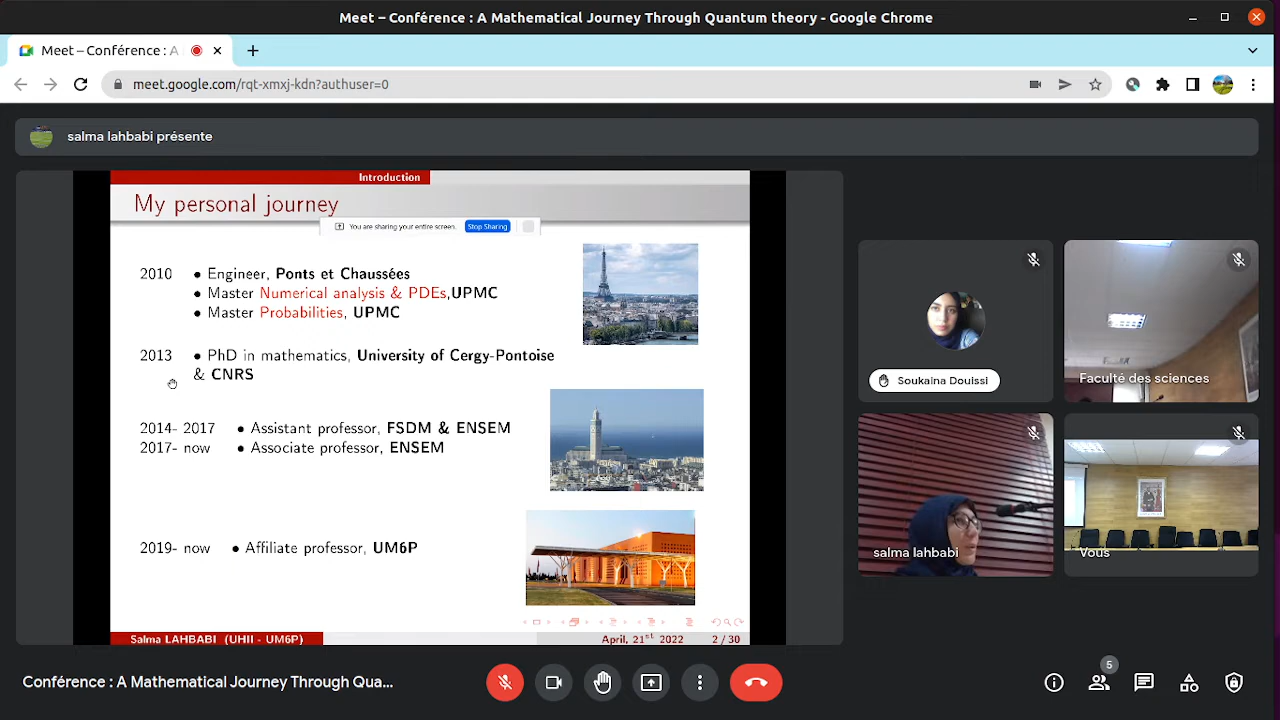 Meet – Conférence : A Mathematical Journey Through Quantum theory - Google Chrome
Meet – Conférence : A
meet.google.com/rqt-xmxj-kdn?authuser=0
salma lahbabi présente
Introduction
My personal journey
You are sharing your entire screen. Stop Sharing
2010 • Engineer, Ponts et Chaussées
• Master Numerical analysis & PDEs,UPMC
• Master Probabilities, UPMC
2013 • PhD in mathematics, University of Cergy-Pontoise
& CNRS
2014- 2017 • Assistant professor, FSDM & ENSEM
2017- now • Associate professor, ENSEM
2019- now • Affiliate professor, UM6P
Salma LAHBABI (UHII - UM6P) April, 21st 2022 2 / 30
Soukaina Douissi
Faculté des sciences
salma lahbabi
Vous
Conférence : A Mathematical Journey Through Qua...
5